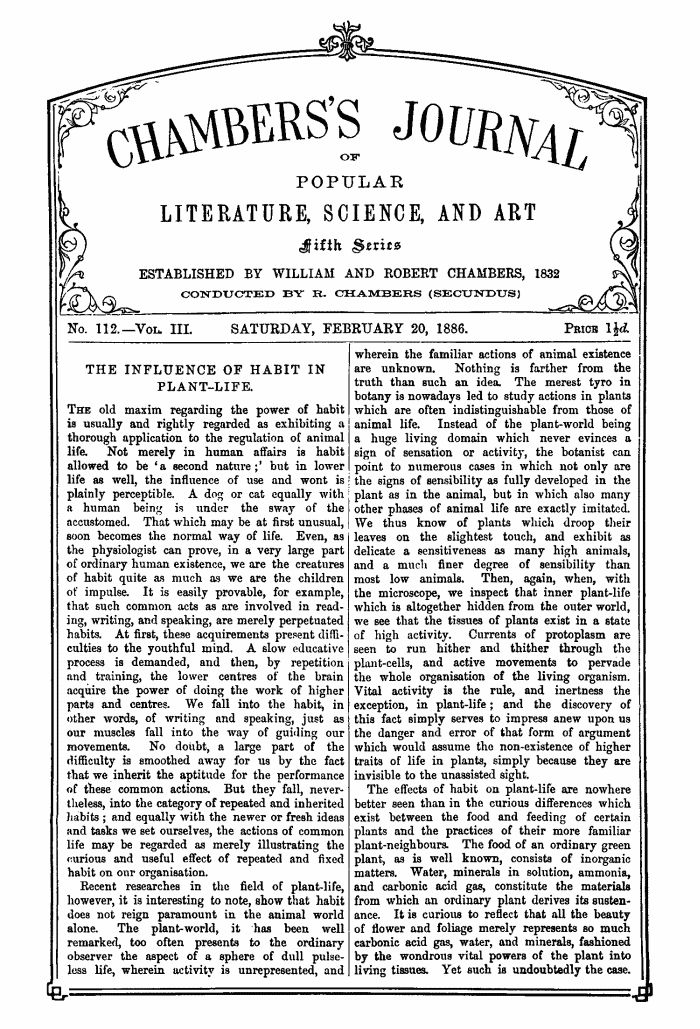 CHAMBERS'S JOURNAL
OF
POPULAR
LITERATURE, SCIENCE, AND ART
Fifth Series
ESTABLISHED BY WILLIAM AND ROBERT CHAMBERS, 1832
CONDUCTED BY R. CHAMBERS (SECUNDUS)
No. 112.—Vol. III. SATURDAY, FEBRUARY 20, 1886. Price 1½d.
THE INFLUENCE OF HABIT IN
PLANT-LIFE.
The old maxim regarding the power of habit
is usually and rightly regarded as exhibiting a
thorough application to the regulation of animal
life. Not merely in human affairs is habit
allowed to be 'a second nature;' but in lower
life as well, the influence of use and wont is
plainly perceptible. A dog or cat equally with
a human being is under the sway of the
accustomed. That which may be at first unusual,
soon becomes the normal way of life. Even, as
the physiologist can prove, in a very large part
of ordinary human existence, we are the creatures
of habit quite as much as we are the children
of impulse. It is easily provable, for example,
that such common acts as are involved in read-
ing, writing, and speaking, are merely perpetuated
habits. At first, these acquirements present diffi-
culties to the youthful mind. A slow educative
process is demanded, and then, by repetition
and training, the lower centres of the brain
acquire the power of doing the work of higher
parts and centres. We fall into the habit, in
other words, of writing and speaking, just as
our muscles fall into the way of guiding our
movements. No doubt, a large part of the
difficulty is smoothed away for us by the fact
that we inherit the aptitude for the performance
of these common actions. But they fall, never-
theless, into the category of repeated and inherited
habits; and equally with the newer or fresh ideas
and tasks we set ourselves, the actions of common
life may be regarded as merely illustrating the
curious and useful effect of repeated and fixed
habit on our organisation.
Recent researches in the field of plant-life,
however, it is interesting to note, show that habit
does not reign paramount in the animal world
alone. The plant-world, it has been well
remarked, too often presents to the ordinary
observer the aspect of a sphere of dull pulse-
less life, wherein activity is unrepresented, and
wherein the familiar actions of animal existence
are unknown. Nothing is farther from the
truth than such an idea. The merest tyro in
botany is nowadays led to study actions in plants
which are often indistinguishable from those of
animal life. Instead of the plant-world being
a huge living domain which never evinces a
sign of sensation or activity, the botanist can
point to numerous cases in which not only are
the signs of sensibility as fully developed in the
plant as in the animal, but in which also many
other phases of animal life are exactly imitated.
We thus know of plants which droop their
leaves on the slightest touch, and exhibit as
delicate a sensitiveness as many high animals,
and a much finer degree of sensibility than
most low animals. Then, again, when, with
the microscope, we inspect that inner plant-life
which is altogether hidden from the outer world,
we see that the tissues of plants exist in a state
of high activity. Currents of protoplasm are
seen to run hither and thither through the
plant-cells, and active movements to pervade
the whole organisation of the living organism.
Vital activity is the rule, and inertness the
exception, in plant-life; and the discovery of
this fact simply serves to impress anew upon us
the danger and error of that form of argument
which would assume the non-existence of higher
traits of life in plants, simply because they are
invisible to the unassisted sight.
The effects of habit on plant-life are nowhere
better seen than in the curious differences which
exist between the food and feeding of certain
plants and the practices of their more familiar
plant-neighbours. The food of an ordinary green
plant, as is well known, consists of inorganic
matters. Water, minerals in solution, ammonia,
and carbonic acid gas, constitute the materials
from which an ordinary plant derives its susten-
ance. It is curious to reflect that all the beauty
of flower and foliage merely represents so much
carbonic acid gas, water, and minerals, fashioned
by the wondrous vital powers of the plant into
living tissues. Yet such is undoubtedly the case.